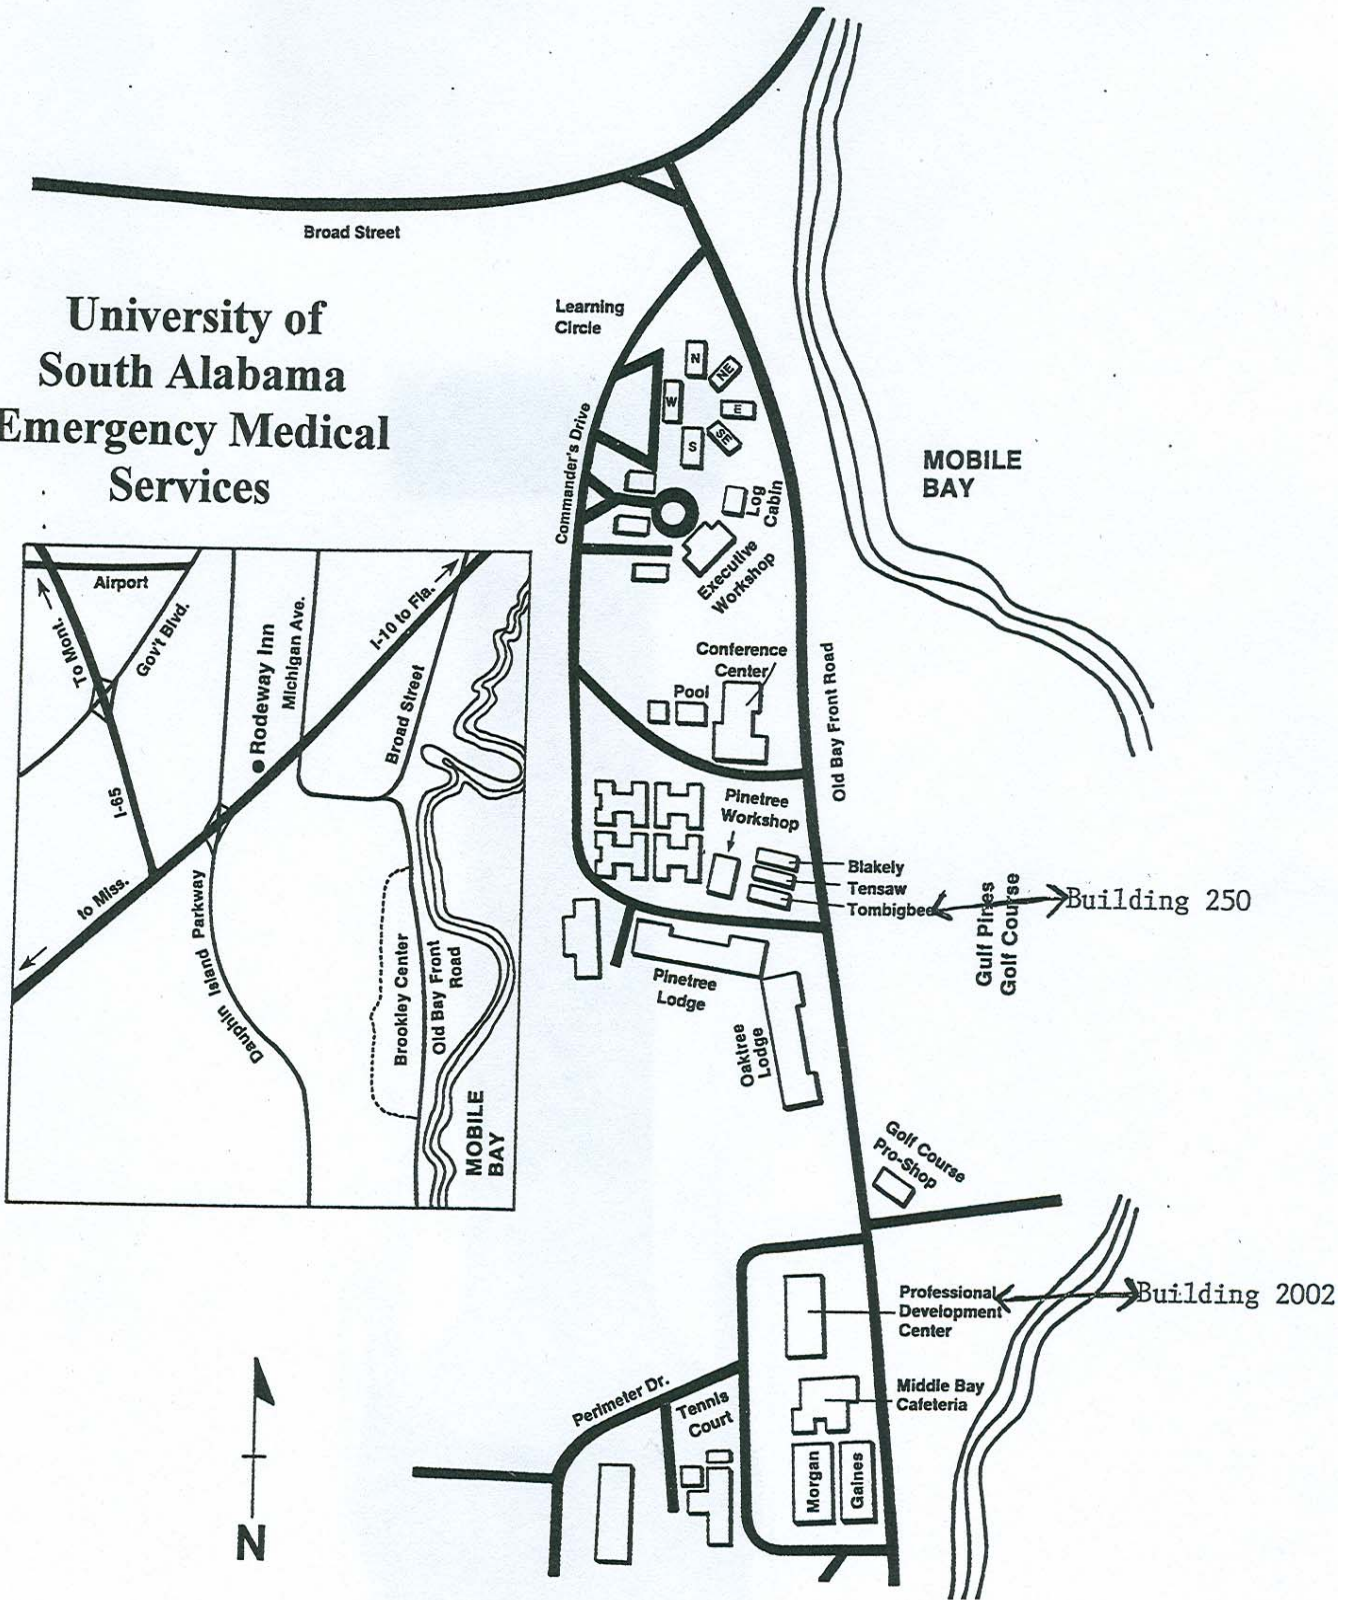 Broad Street
University of
South Alabama
Emergency Medical
Services
Learning
Circle
N
NE
W
E
S
SE
Commander's Drive
Log
Cabin
Executive
Workshop
MOBILE
BAY
Conference
Center
Pool
Old Bay Front Road
Pinetree
Workshop
Blakely
Tensaw
Tombigbee
Building 250
Gulf Pines
Golf Course
Pinetree
Lodge
Oaktree
Lodge
Golf Course
Pro-Shop
Professional
Development
Center
Building 2002
Middle Bay
Cafeteria
Morgan
Gaines
Perimeter Dr.
Tennis
Court
N
Airport
To Mont.
Gov't Blvd.
Rodeway Inn
Michigan Ave.
I-10 to Fla.
Broad Street
I-65
to Miss.
Dauphin Island Parkway
Brookley Center
Old Bay Front
Road
MOBILE
BAY